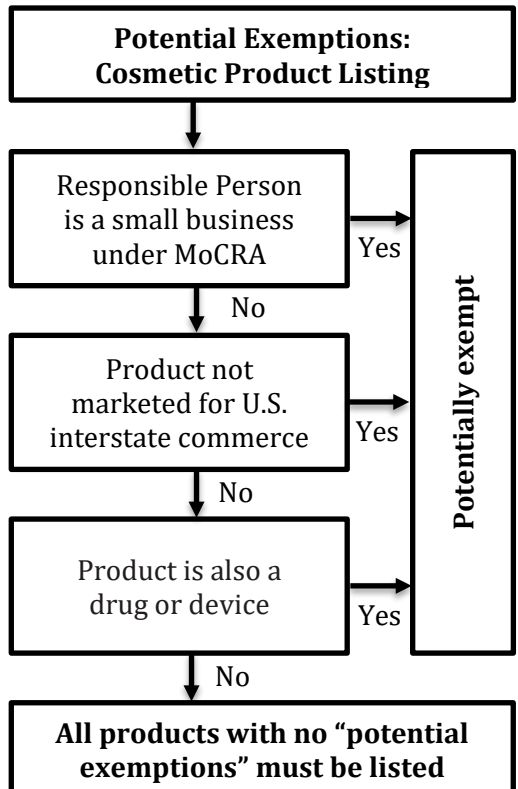 Potential Exemptions:
Cosmetic Product Listing
Responsible Person
is a small business
under MoCRA
Yes
No
Product not
marketed for U.S.
interstate commerce
Yes
No
Product is also a
drug or device
Yes
No
Potentially exempt
All products with no “potential
exemptions” must be listed